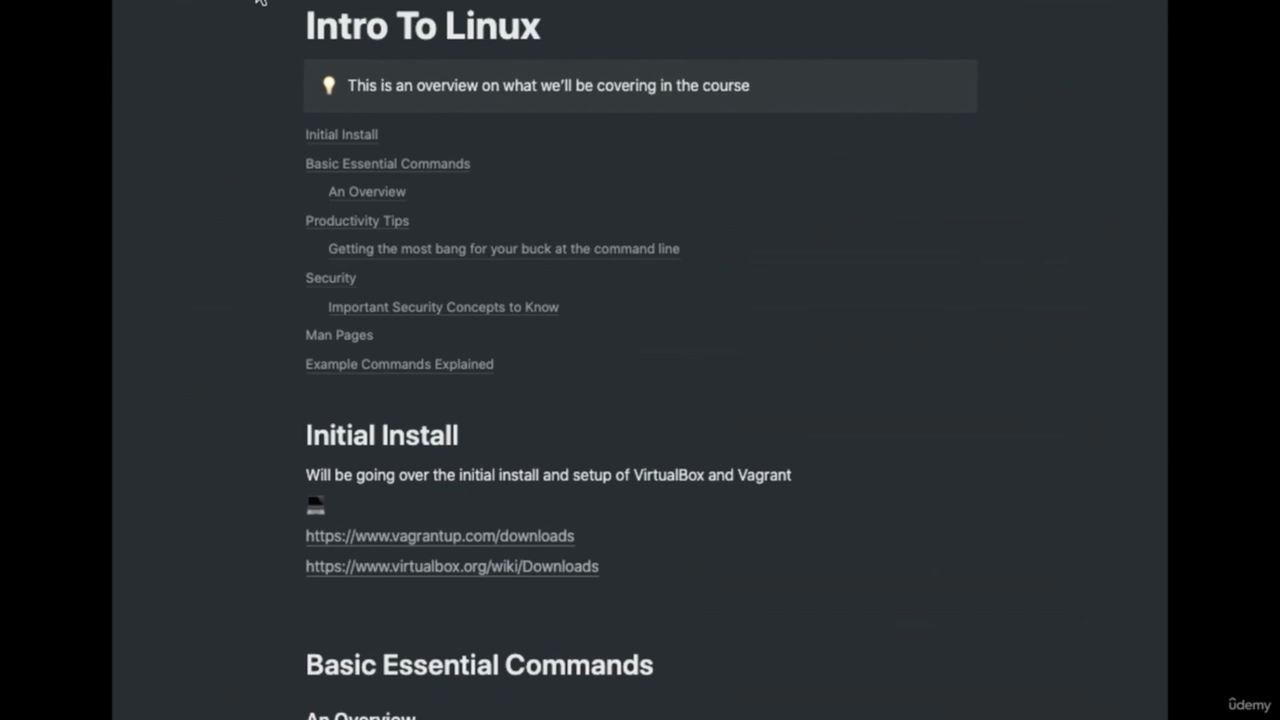 Intro To Linux
This is an overview on what we'll be covering in the course
Initial Install
Basic Essential Commands
An Overview
Productivity Tips
Getting the most bang for your buck at the command line
Security
Important Security Concepts to Know
Man Pages
Example Commands Explained
Initial Install
Will be going over the initial install and setup of VirtualBox and Vagrant
https://www.vagrantup.com/downloads
https://www.virtualbox.org/wiki/Downloads
Basic Essential Commands
An Overview
ûdemy